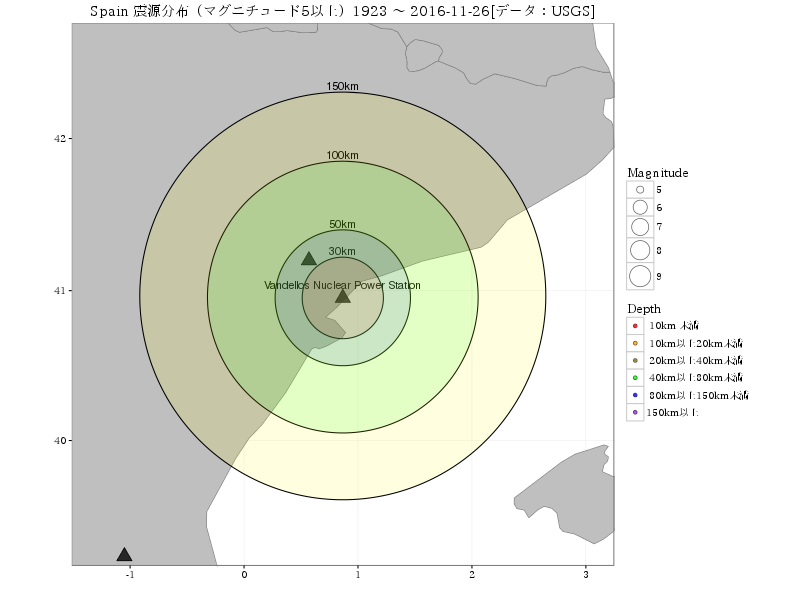 Spain 震源分布（マグニチュード5以上）1923 ～ 2016-11-26[データ：USGS]
150km
100km
50km
30km
Vandellos Nuclear Power Station
42
41
40
-1
0
1
2
3
Magnitude
5
6
7
8
9
Depth
10km 未満
10km以上20km未満
20km以上40km未満
40km以上80km未満
80km以上150km未満
150km以上